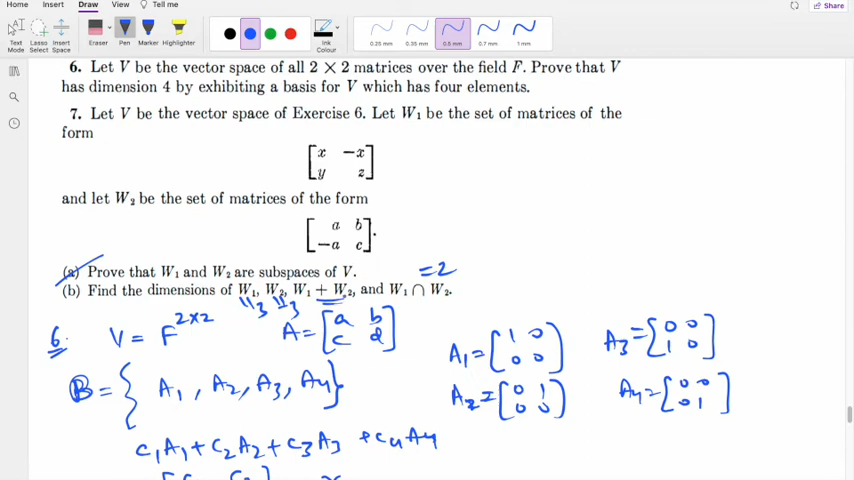 Home Insert Draw View Tell me
Share
Text Mode Lasso Select Insert Space Eraser Pen Marker Highlighter Ink Colour 0.25 mm 0.35 mm 0.5 mm 0.7 mm 1 mm
6. Let V be the vector space of all 2 × 2 matrices over the field F. Prove that V
has dimension 4 by exhibiting a basis for V which has four elements.
7. Let V be the vector space of Exercise 6. Let W₁ be the set of matrices of the
form
[x −x]
[y z]
and let W₂ be the set of matrices of the form
[a b]
[−a c].
(a) Prove that W₁ and W₂ are subspaces of V.
=2
(b) Find the dimensions of W₁, W₂, W₁ + W₂, and W₁ ∩ W₂.
=3 =3
6. V = F^{2×2} A = [a b; c d] A₁ = [1 0; 0 0] A₃ = [0 0; 1 0]
B = { A₁, A₂, A₃, A₄} A₂ = [0 1; 0 0] A₄ = [0 0; 0 1]
c₁A₁ + c₂A₂ + c₃A₃ + c₄A₄